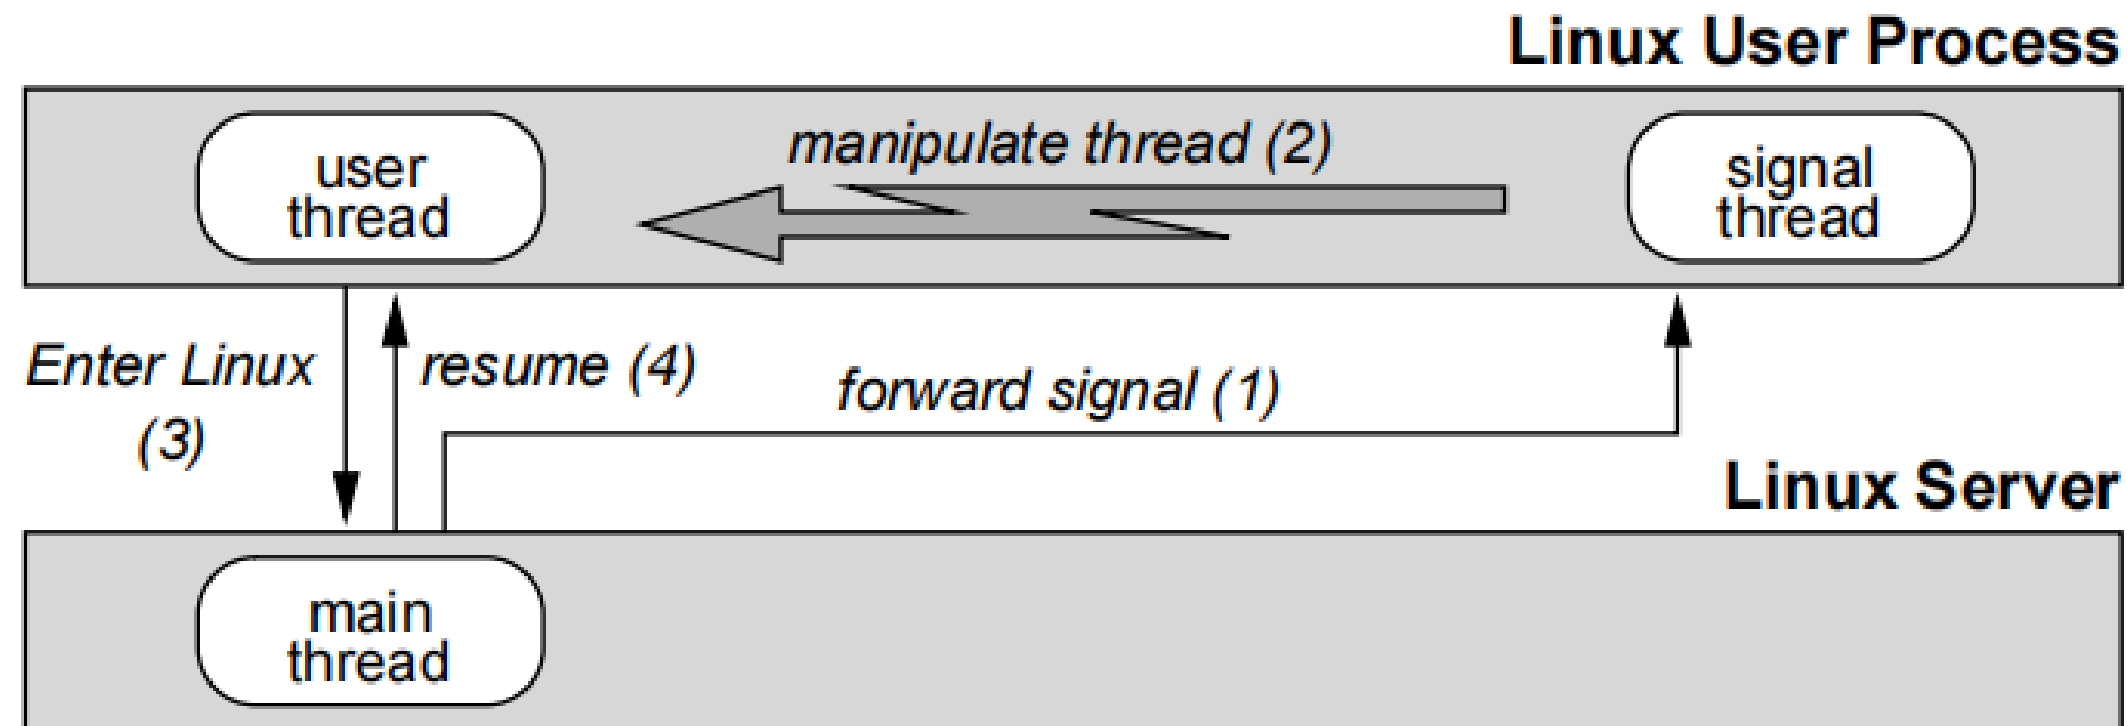 Linux User Process
user
thread
manipulate thread (2)
signal
thread
Enter Linux
(3)
resume (4)
forward signal (1)
Linux Server
main
thread